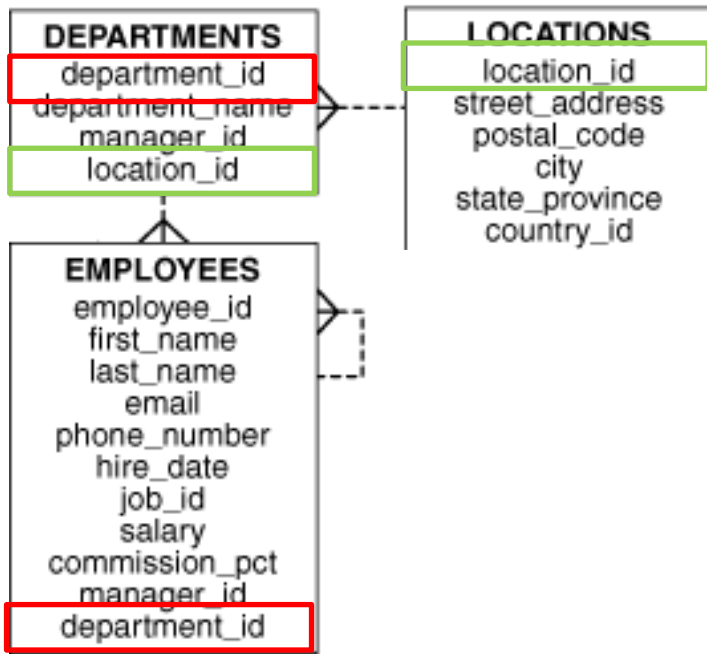 DEPARTMENTS
department_id
department_name
manager_id
location_id
LOCATIONS
location_id
street_address
postal_code
city
state_province
country_id
EMPLOYEES
employee_id
first_name
last_name
email
phone_number
hire_date
job_id
salary
commission_pct
manager_id
department_id